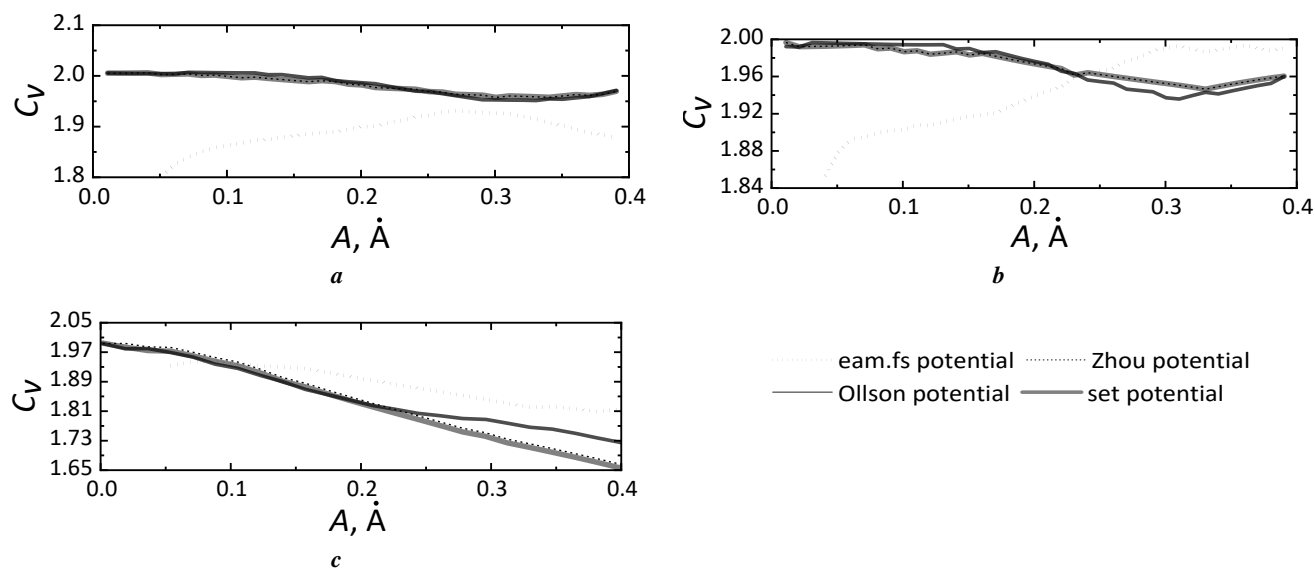 2.1
2.0
1.9
1.8
Cv
0.0 0.1 0.2 0.3 0.4
A, Å
a
2.00
1.96
1.92
1.88
1.84
Cv
0.0 0.1 0.2 0.3 0.4
A, Å
b
2.05
1.97
1.89
1.81
1.73
1.65
Cv
0.0 0.1 0.2 0.3 0.4
A, Å
c
eam.fs potential Zhou potential
Ollson potential set potential